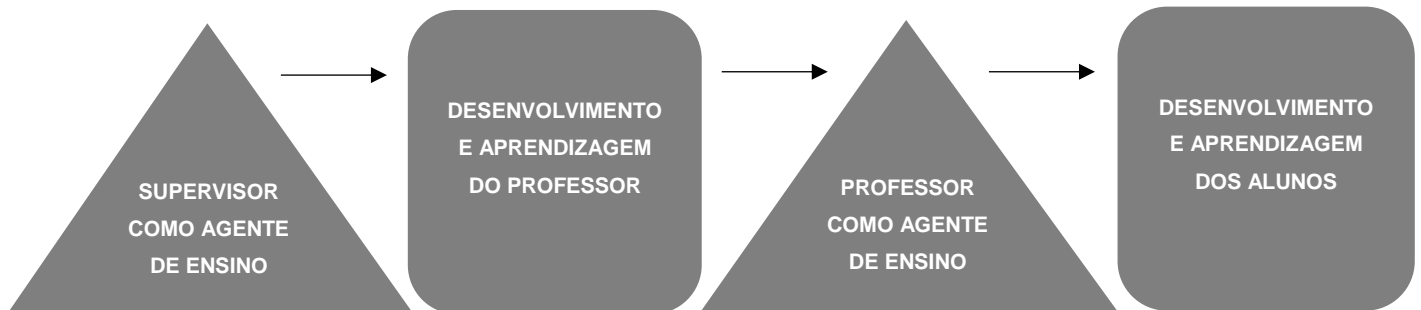 SUPERVISOR
COMO AGENTE
DE ENSINO
DESENVOLVIMENTO
E APRENDIZAGEM
DO PROFESSOR
PROFESSOR
COMO AGENTE
DE ENSINO
DESENVOLVIMENTO
E APRENDIZAGEM
DOS ALUNOS